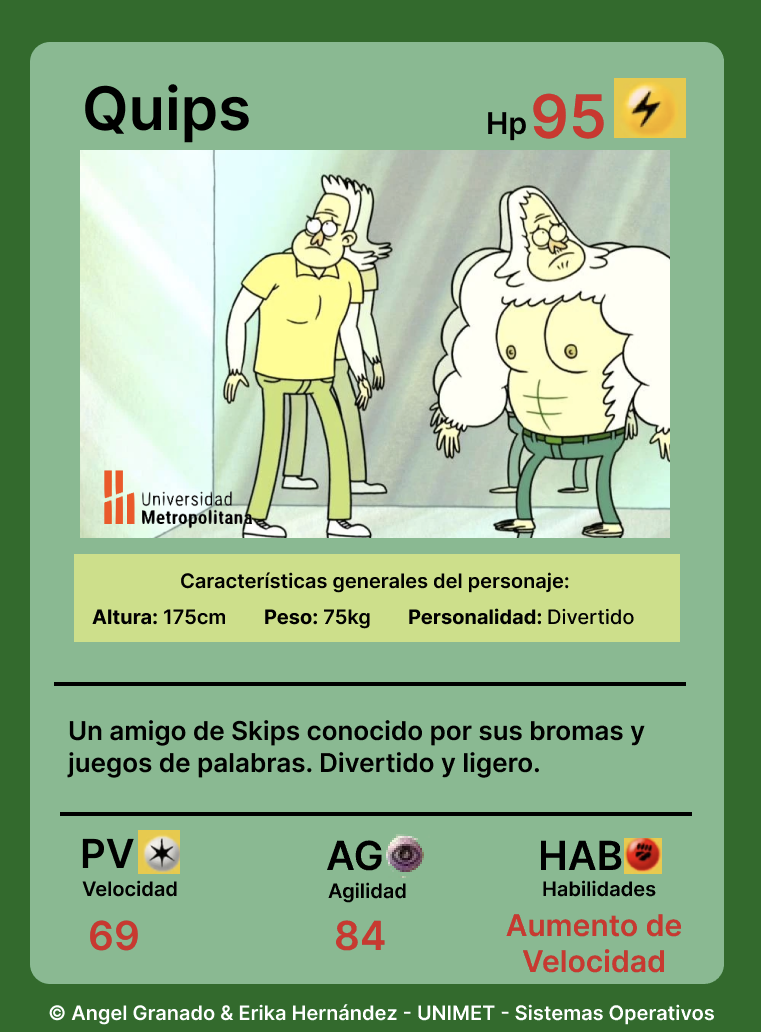 Quips
Hp 95
Universidad
Metropolitana
Características generales del personaje:
Altura: 175cm Peso: 75kg Personalidad: Divertido
Un amigo de Skips conocido por sus bromas y
juegos de palabras. Divertido y ligero.
PV AG HAB
Velocidad Agilidad Habilidades
69 84 Aumento de
Velocidad
© Angel Granado & Erika Hernández - UNIMET - Sistemas Operativos